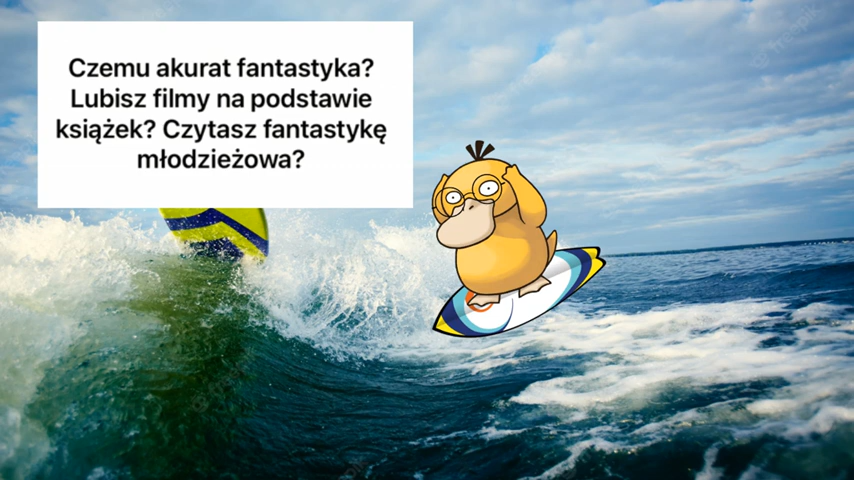 Czemu akurat fantastyka?
Lubisz filmy na podstawie
książek? Czytasz fantastykę
młodzieżowa?